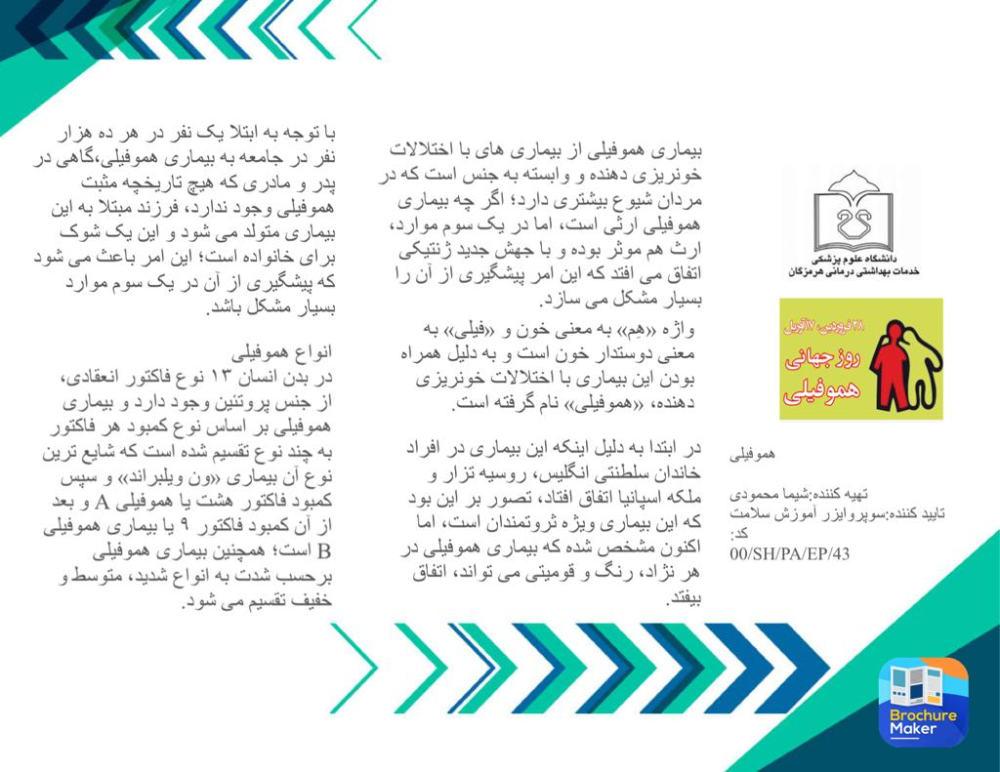 دانشگاه علوم پزشکی
خدمات بهداشتی درمانی هرمزگان
۲۸ فروردین، ۱۷ آوریل
روز جهانی
هموفیلی
هموفیلی
تهیه کننده:شیما محمودی
تایید کننده:سوپروایزر آموزش سلامت
کد:
00/SH/PA/EP/43
بیماری هموفیلی از بیماری های با اختلالات
خونریزی دهنده و وابسته به جنس است که در
مردان شیوع بیشتری دارد؛ اگر چه بیماری
هموفیلی ارثی است، اما در یک سوم موارد،
ارث هم موثر بوده و با جهش جدید ژنتیکی
اتفاق می افتد که این امر پیشگیری از آن را
بسیار مشکل می سازد.
واژه «هِم» به معنی خون و «فیلی» به
معنی دوستدار خون است و به دلیل همراه
بودن این بیماری با اختلالات خونریزی
دهنده، «هموفیلی» نام گرفته است.
در ابتدا به دلیل اینکه این بیماری در افراد
خاندان سلطنتی انگلیس، روسیه تزار و
ملکه اسپانیا اتفاق افتاد، تصور بر این بود
که این بیماری ویژه ثروتمندان است، اما
اکنون مشخص شده که بیماری هموفیلی در
هر نژاد، رنگ و قومیتی می تواند، اتفاق
بیفتد.
با توجه به ابتلا یک نفر در هر ده هزار
نفر در جامعه به بیماری هموفیلی،گاهی در
پدر و مادری که هیچ تاریخچه مثبت
هموفیلی وجود ندارد، فرزند مبتلا به این
بیماری متولد می شود و این یک شوک
برای خانواده است؛ این امر باعث می شود
که پیشگیری از آن در یک سوم موارد
بسیار مشکل باشد.
انواع هموفیلی
در بدن انسان ۱۳ نوع فاکتور انعقادی،
از جنس پروتئین وجود دارد و بیماری
هموفیلی بر اساس نوع کمبود هر فاکتور
به چند نوع تقسیم شده است که شایع ترین
نوع آن بیماری «ون ویلبراند» و سپس
کمبود فاکتور هشت یا هموفیلی A و بعد
از آن کمبود فاکتور ۹ یا بیماری هموفیلی
B است؛ همچنین بیماری هموفیلی
برحسب شدت به انواع شدید، متوسط و
خفیف تقسیم می شود.
Brochure
Maker